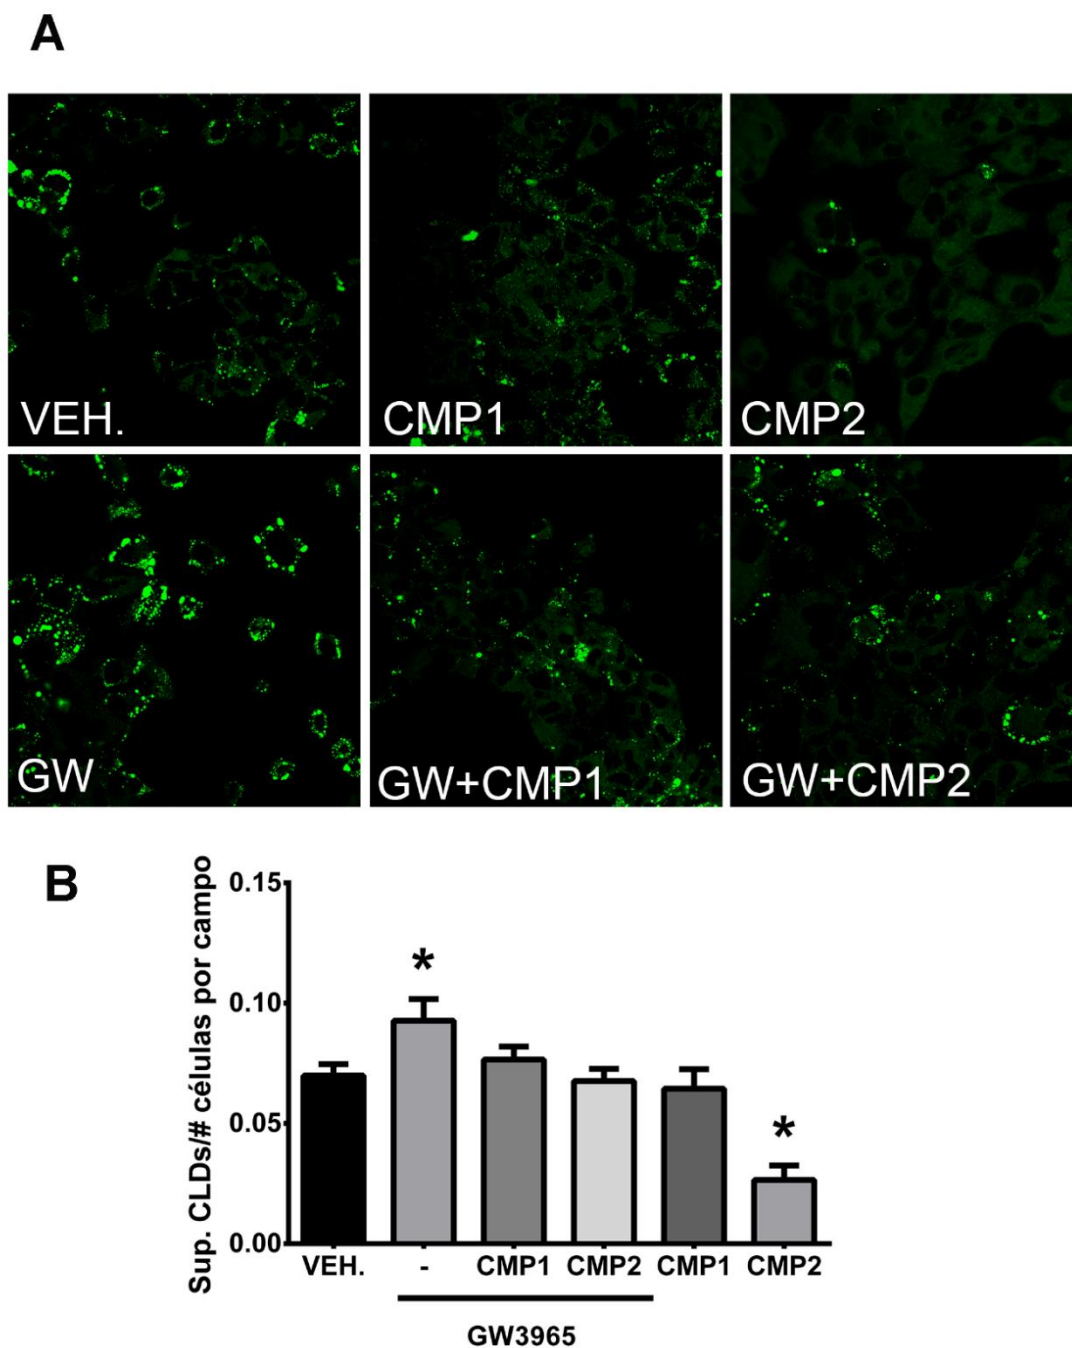 A
VEH.
CMP1
CMP2
GW
GW+CMP1
GW+CMP2
B
Sup. CLDs/# células por campo
0.15
0.10
0.05
0.00
*
*
VEH.
-
CMP1
CMP2
CMP1
CMP2
GW3965